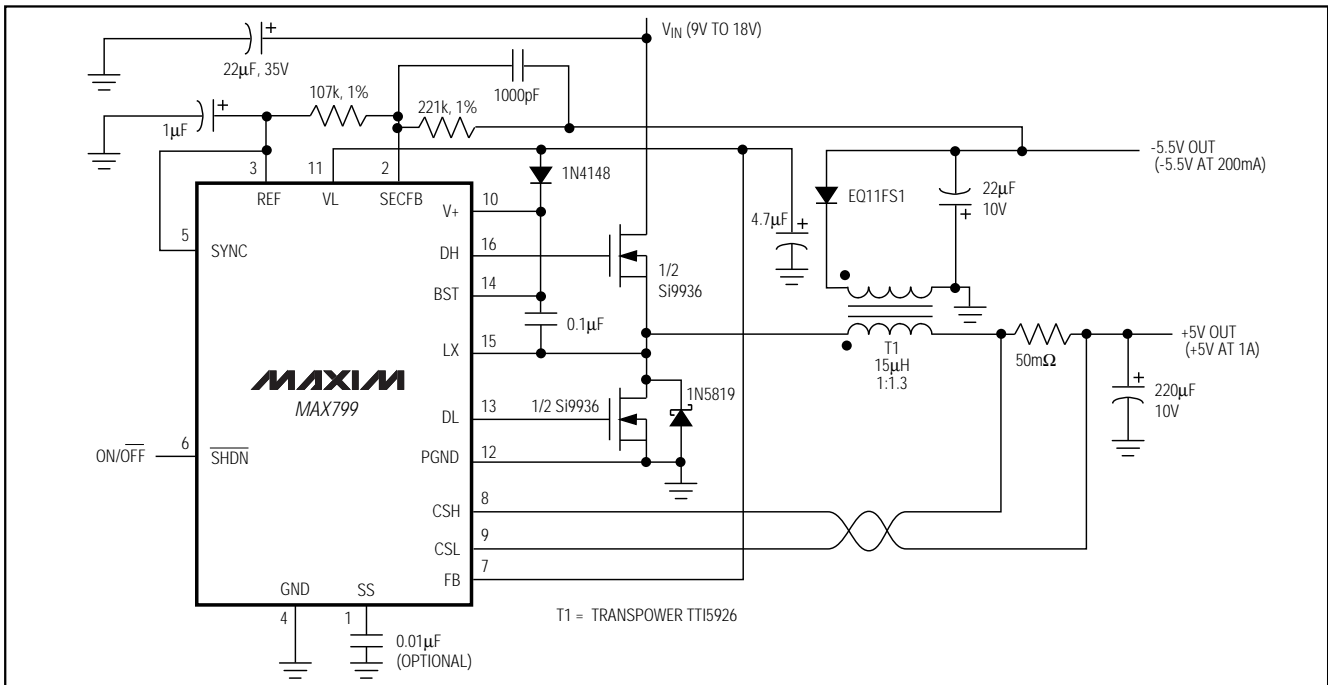 V_IN (9V TO 18V)
22µF, 35V
107k, 1%
1000pF
221k, 1%
1µF
-5.5V OUT
(-5.5V AT 200mA)
3
11
2
1N4148
EQ11FS1
22µF
10V
REF
VL
SECFB
10
V+
4.7µF
5
SYNC
16
DH
1/2
Si9936
14
BST
0.1µF
15
LX
+5V OUT
(+5V AT 1A)
T1
15µH
1:1.3
50mΩ
MAXIM
MAX799
220µF
10V
1N5819
13
DL
1/2 Si9936
6
ON/OFF
SHDN
12
PGND
8
CSH
9
CSL
7
FB
GND
SS
4
1
T1 = TRANSPOWER TTI5926
0.01µF
(OPTIONAL)